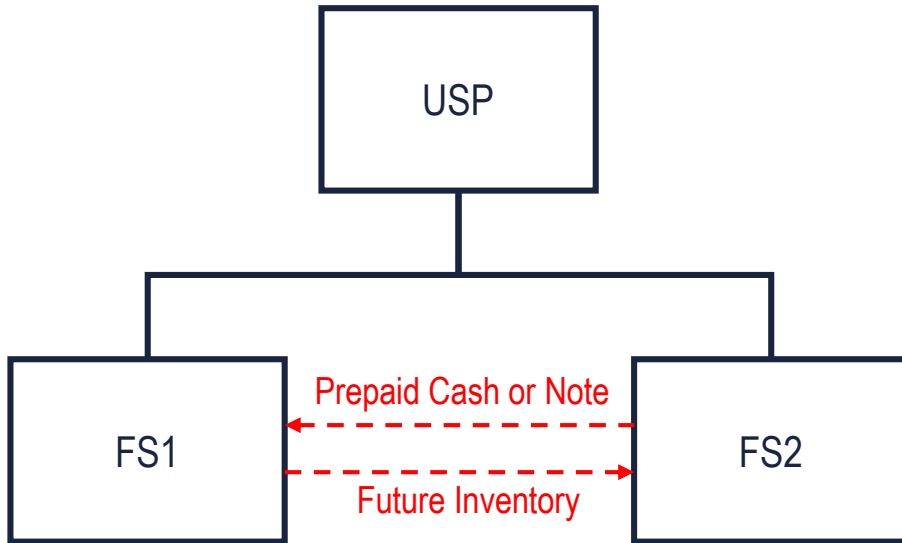 USP
Prepaid Cash or Note
FS1
FS2
Future Inventory